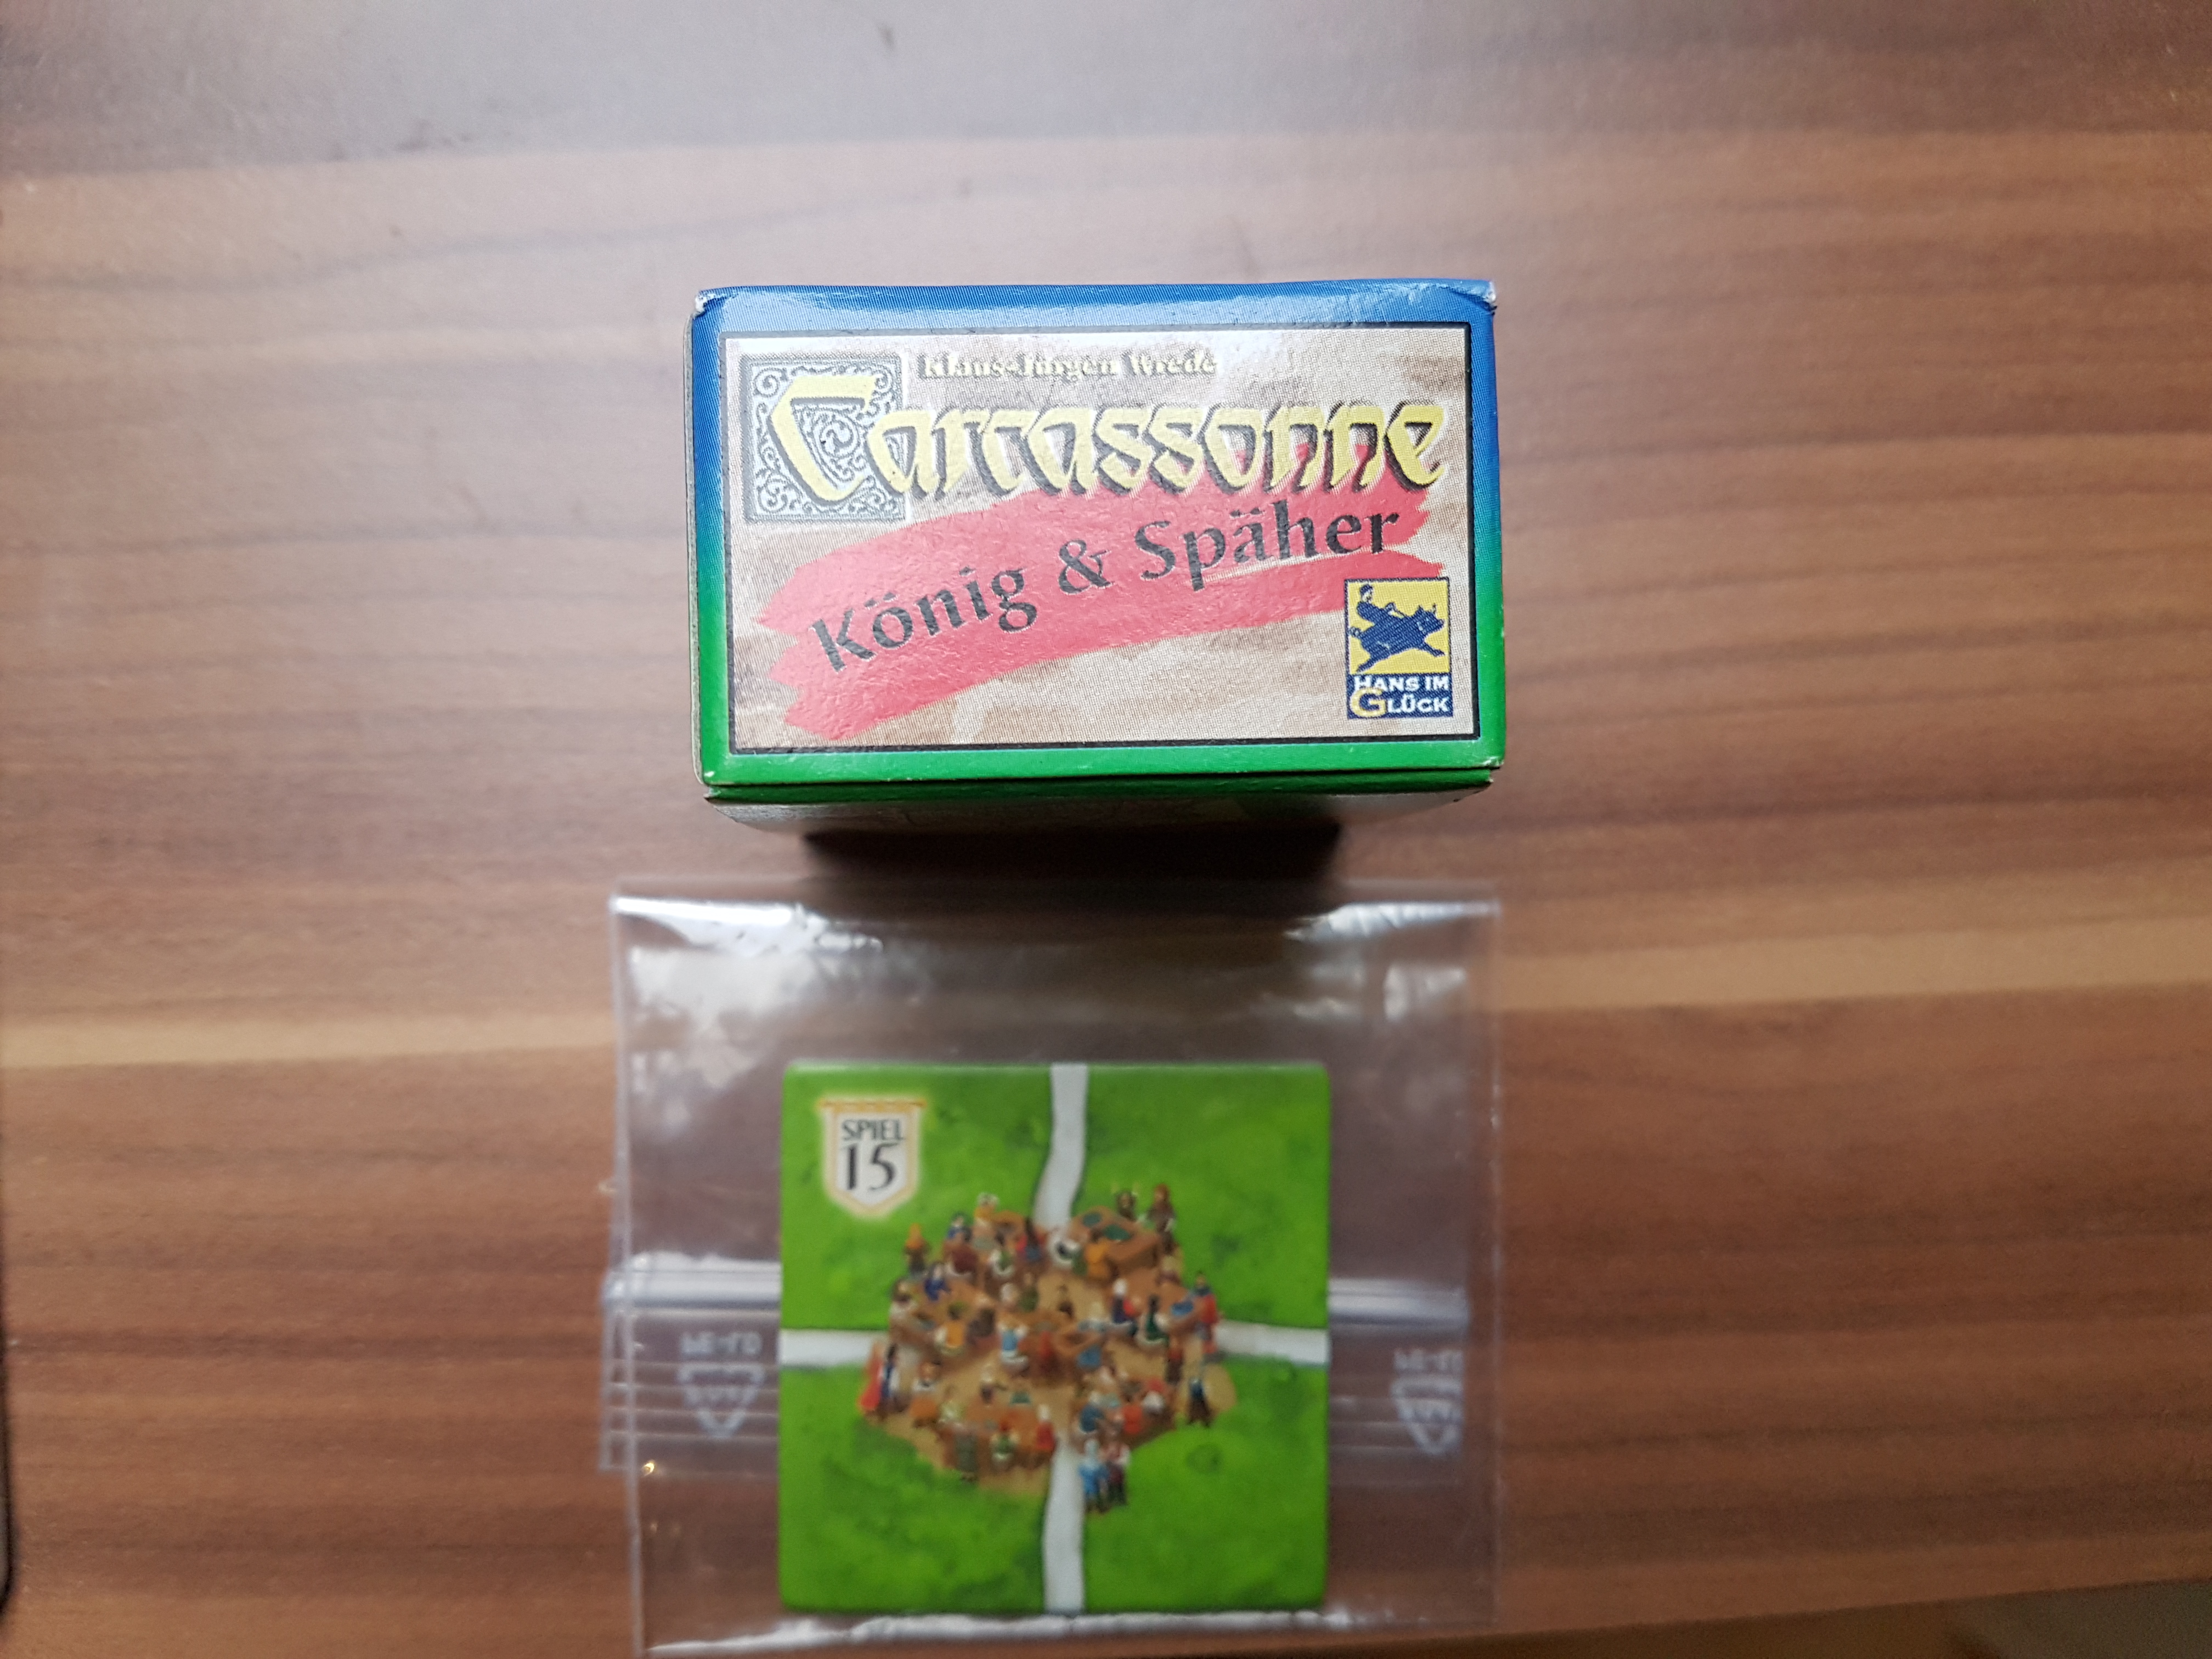 Klaus-Jürgen Wrede
Carcassonne
König & Späher
HANS IM
GLÜCK
SPIEL
15